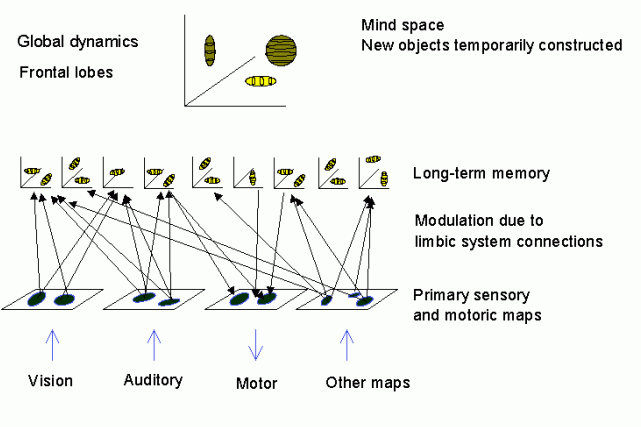 Global dynamics
Frontal lobes
Mind space
New objects temporarily constructed
Long-term memory
Modulation due to
limbic system connections
Primary sensory
and motoric maps
Vision
Auditory
Motor
Other maps